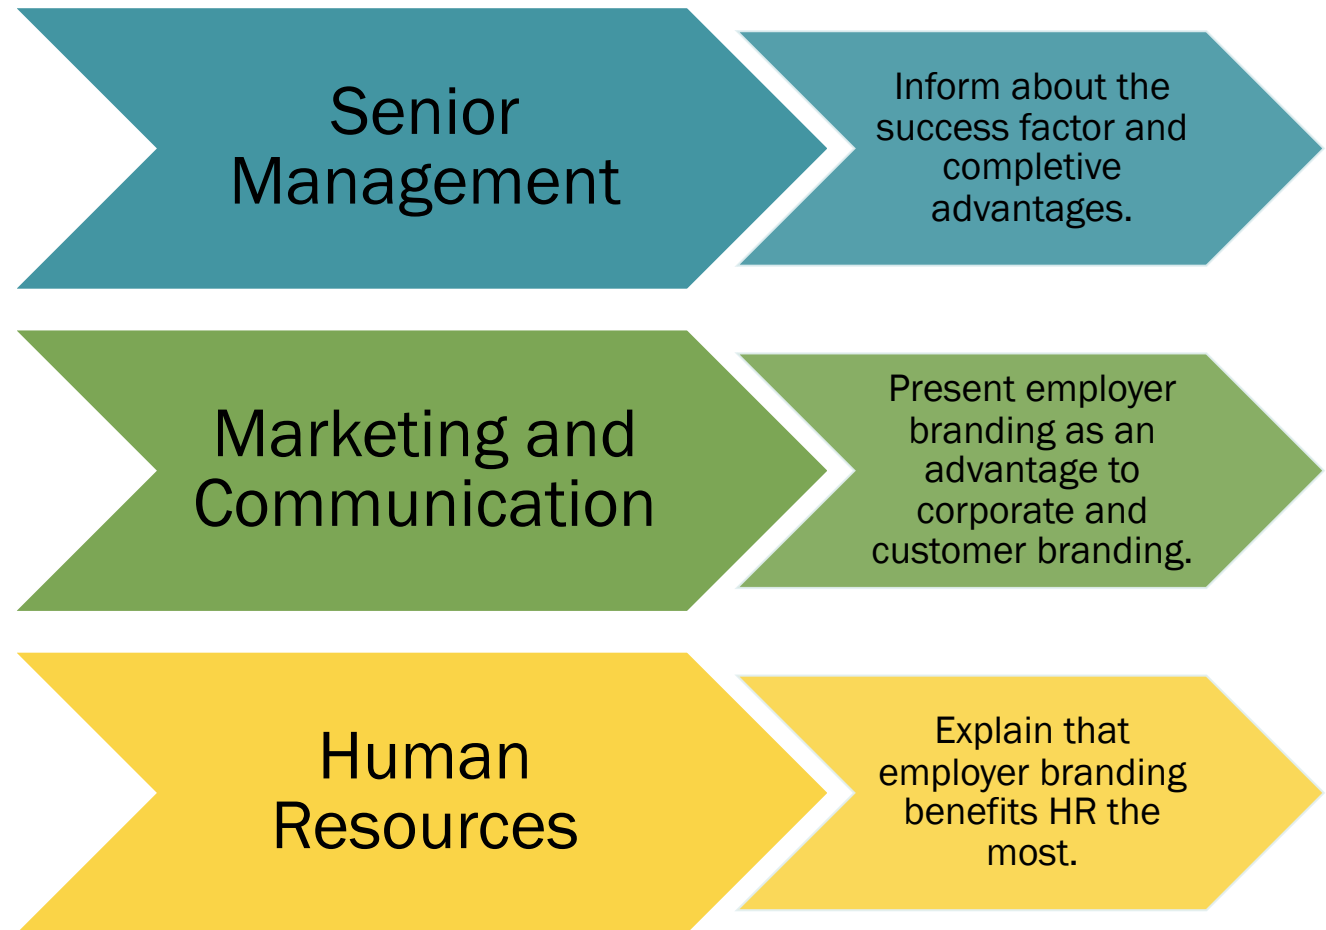 Senior
Management
Inform about the
success factor and
completive
advantages.
Marketing and
Communication
Present employer
branding as an
advantage to
corporate and
customer branding.
Human
Resources
Explain that
employer branding
benefits HR the
most.